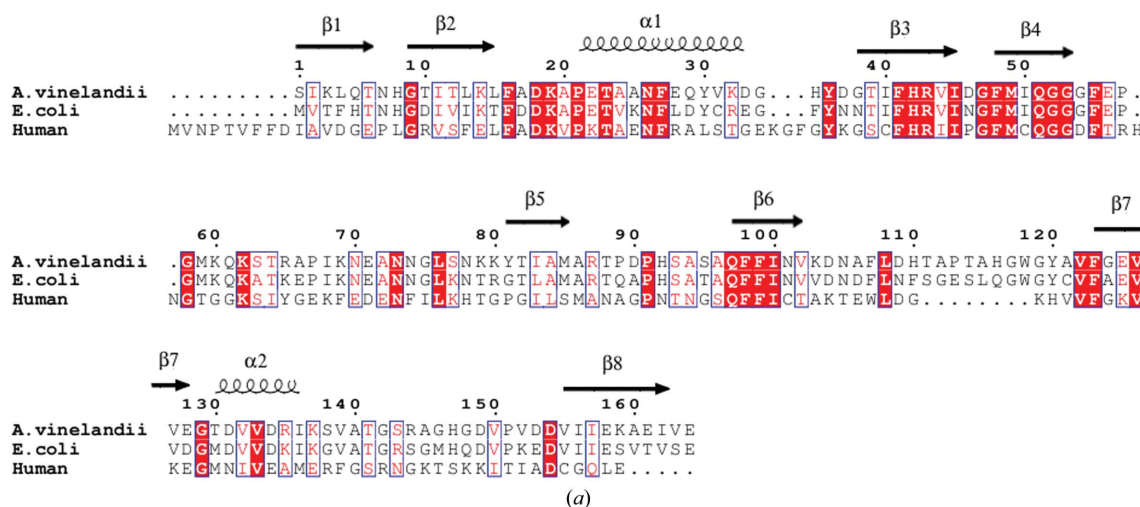 β1 β2 α1 β3 β4
1 10 20 30 40 50
A.vinelandii .........SIKLQTNHGTITLKLFADKAPETAANFEQYVKDG...HYDGTIFHRVIDGFMIQGGGFEP.
E.coli .........MVTFHTNHGDIVIKTFDDKAPETVKNFLDYCREG...FYNNTIFHRVINGFMIQGGGFEP.
Human MVNPTVFFDIAVDGEPLGRVSFELFADKVPKTAENFRALSTGEKGFGYKGSCFHRIIPGFMCQGGDFTRH
β5 β6 β7
60 70 80 90 100 110 120
A.vinelandii .GMKQKSTRAPIKNEANNGLSNKKYTIAMARTPDPHSASAQFFINVKDNAFLDHTAPTAHGWGYAVFGEV
E.coli .GMKQKATKEPIKNEANNGLKNTRGTLAMARTQAPHSATAQFFINVVDNDFLNFSGESLQGWGYCVFAEV
Human NGTGGKSIYGEKFEDENFILKHTGPGILSMANAGPNTNGSQFFICTAKTEWLDG........KHVVFGKV
β7 α2 β8
130 140 150 160
A.vinelandii VEGTDVVDRIKSVATGSRAGHGDVPVDDVIIEKAEIVE
E.coli VDGMDVVDKIKGVATGRSGMHQDVPKEDVIIESVTVSE
Human KEGMNIVEAMERFGSRNGKTSKKITIADCGQLE.....
(a)